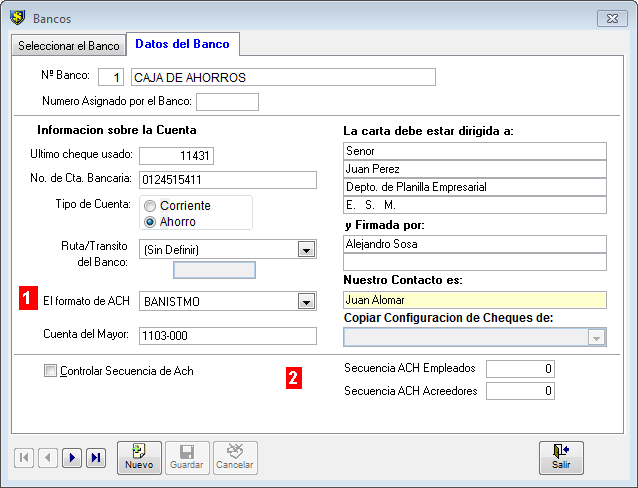 Bancos
Seleccionar el Banco
Datos del Banco
Nº Banco: 1 CAJA DE AHORROS
Numero Asignado por el Banco:
Informacion sobre la Cuenta
Ultimo cheque usado: 11431
No. de Cta. Bancaria: 0124515411
Tipo de Cuenta: Corriente
Ahorro
Ruta/Transito (Sin Definir)
del Banco:
1 El formato de ACH BANISTMO
Cuenta del Mayor: 1103-000
La carta debe estar dirigida a:
Senor
Juan Perez
Depto. de Planilla Empresarial
E. S. M.
y Firmada por:
Alejandro Sosa
Nuestro Contacto es:
Juan Alomar
Copiar Configuracion de Cheques de:
Controlar Secuencia de Ach
2
Secuencia ACH Empleados 0
Secuencia ACH Acreedores 0
Nuevo
Guardar
Cancelar
Salir